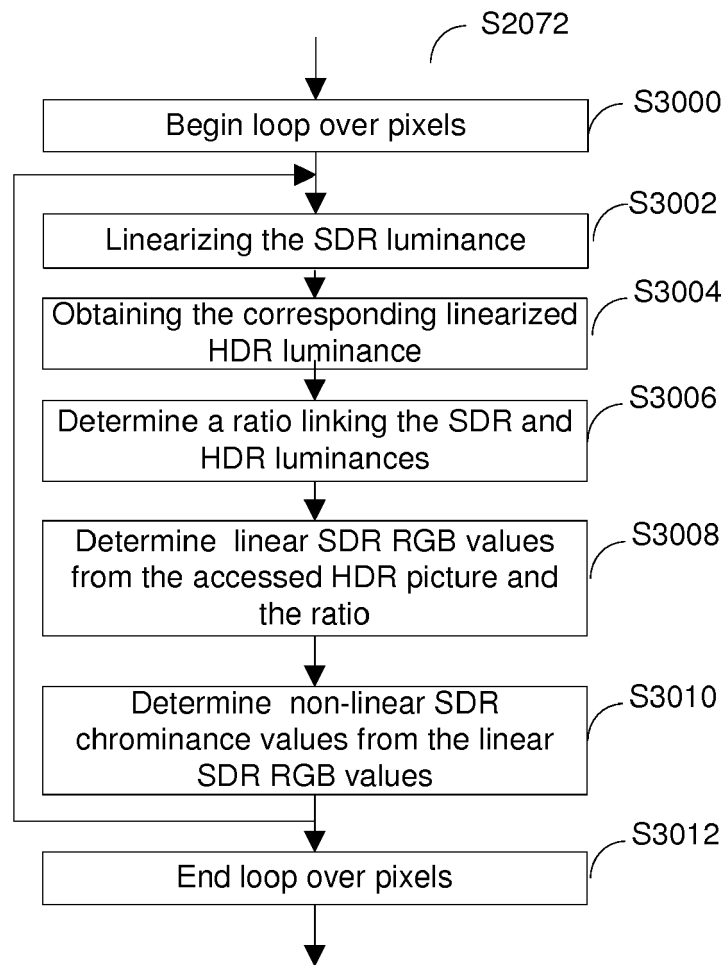 S2072
S3000
Begin loop over pixels
S3002
Linearizing the SDR luminance
S3004
Obtaining the corresponding linearized
HDR luminance
S3006
Determine a ratio linking the SDR and
HDR luminances
S3008
Determine linear SDR RGB values
from the accessed HDR picture and
the ratio
S3010
Determine non-linear SDR
chrominance values from the linear
SDR RGB values
S3012
End loop over pixels